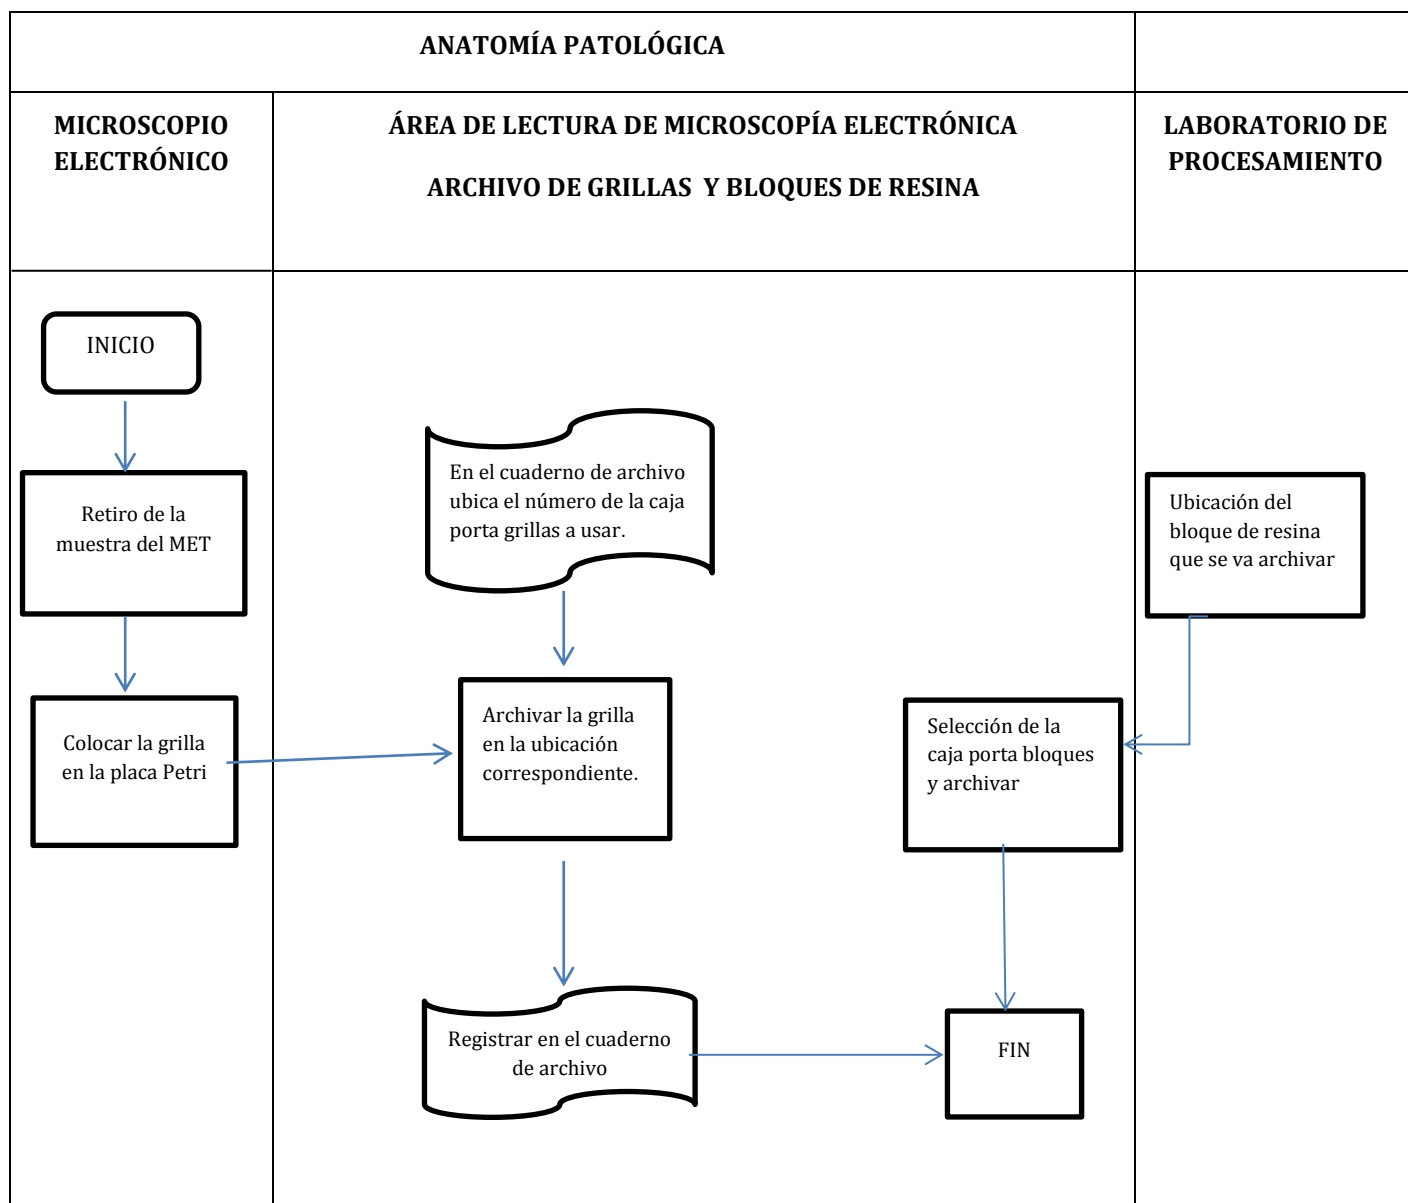 ANATOMÍA PATOLÓGICA
MICROSCOPIO
ELECTRÓNICO
ÁREA DE LECTURA DE MICROSCOPÍA ELECTRÓNICA
ARCHIVO DE GRILLAS Y BLOQUES DE RESINA
LABORATORIO DE
PROCESAMIENTO
INICIO
Retiro de la
muestra del MET
Colocar la grilla
en la placa Petri
En el cuaderno de archivo
ubica el número de la caja
porta grillas a usar.
Archivar la grilla
en la ubicación
correspondiente.
Registrar en el cuaderno
de archivo
Selección de la
caja porta bloques
y archivar
FIN
Ubicación del
bloque de resina
que se va archivar